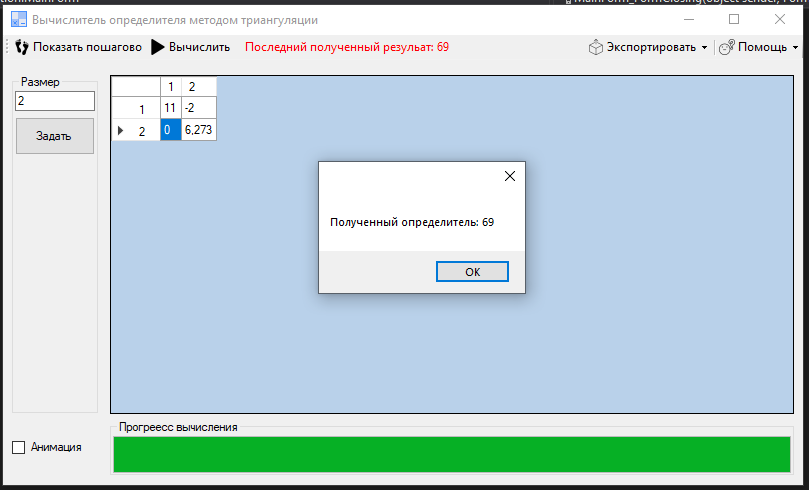 Вычислитель определителя методом триангуляции
Показать пошагово Вычислить Последний полученный резульат: 69 Экспортировать Помощь
Размер
2
Задать
1 2
1 11 -2
2 0 6,273
Полученный определитель: 69
OK
Анимация
Прогреесс вычисления